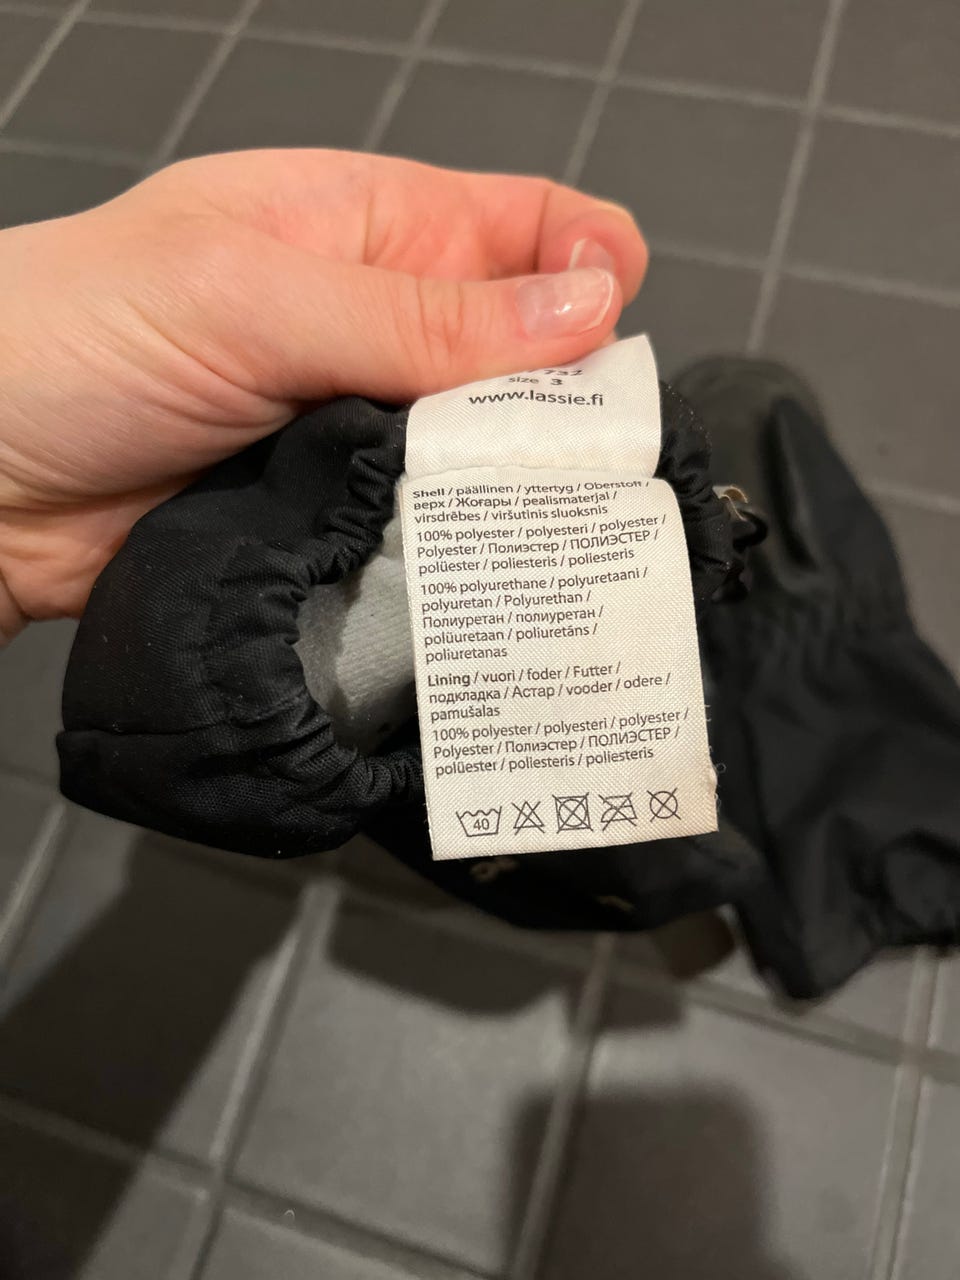 size 3
www.lassie.fi
Shell / päällinen / yttertyg / Oberstoff /
верх / Жоғары / pealismaterjal /
virsdrēbes / viršutinis sluoksnis
100% polyester / polyesteri / polyester /
Polyester / Полиэстер / ПОЛИЭСТЕР /
polüester / poliesteris / poliesteris
100% polyurethane / polyuretaani /
polyuretan / Polyurethan /
Полиуретан / полиуретан /
polüuretaan / poliuretāns /
poliuretanas
Lining / vuori / foder / Futter /
подкладка / Астар / vooder / odere /
pamušalas
100% polyester / polyesteri / polyester /
Polyester / Полиэстер / ПОЛИЭСТЕР /
polüester / poliesteris / poliesteris
40